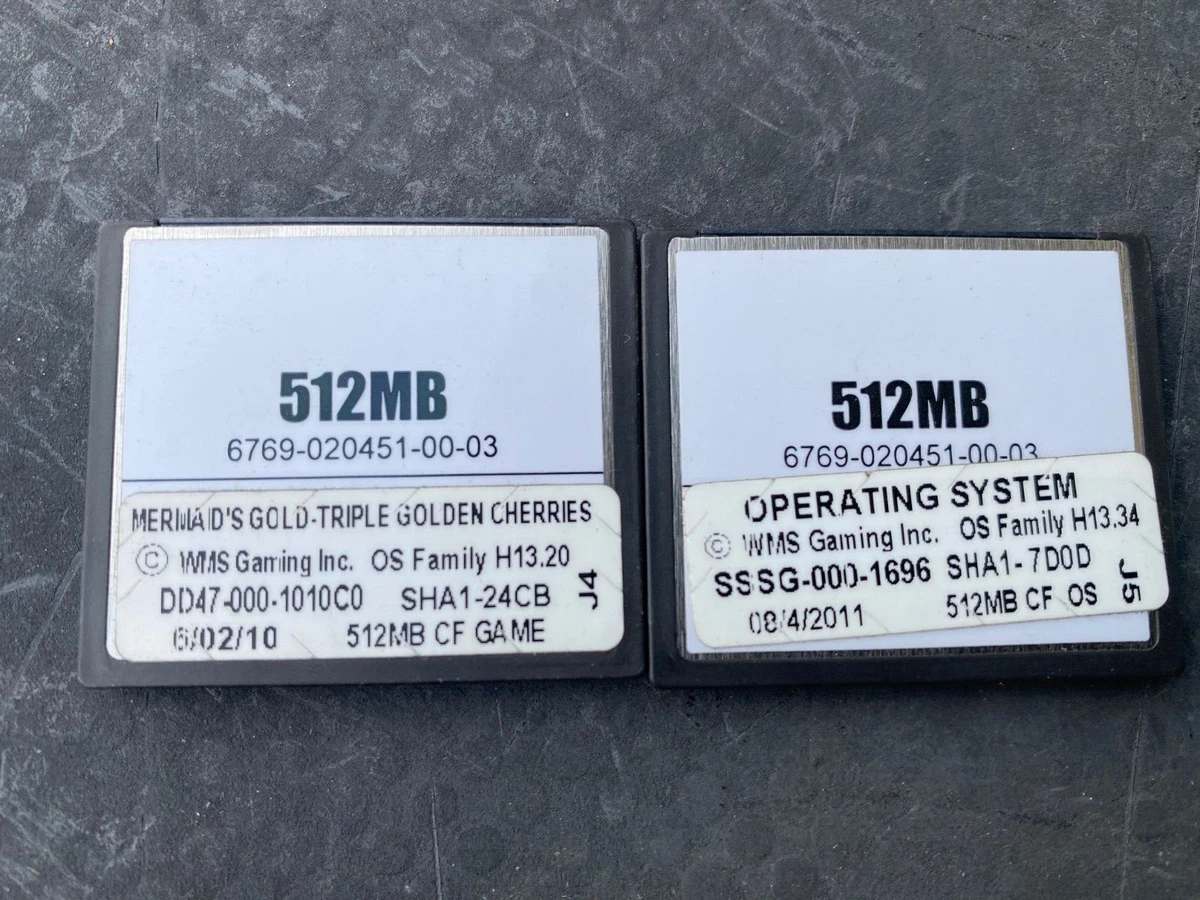 512MB
6769-020451-00-03
MERMAID'S GOLD-TRIPLE GOLDEN CHERRIES
© WMS Gaming Inc. OS Family H13.20
DD47-000-1010C0 SHA1-24CB
6/02/10 512MB CF GAME
J4
512MB
6769-020451-00-03
OPERATING SYSTEM
© WMS Gaming Inc. OS Family H13.34
SSSG-000-1696 SHA1-7D0D
08/4/2011 512MB CF OS
J5